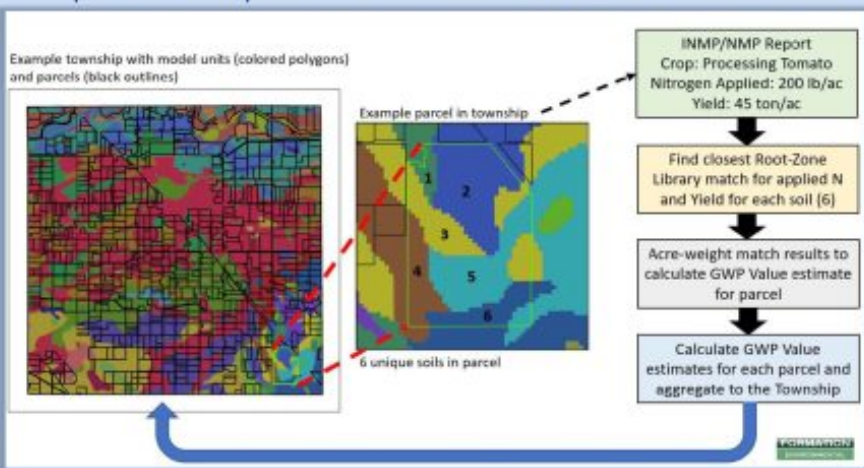 Example township with model units (colored polygons)
and parcels (black outlines)
Example parcel in township
1
2
3
4
5
6
6 unique soils in parcel
INMP/NMP Report
Crop: Processing Tomato
Nitrogen Applied: 200 lb/ac
Yield: 45 ton/ac
Find closest Root-Zone
Library match for applied N
and Yield for each soil (6)
Acre-weight match results to
calculate GWP Value estimate
for parcel
Calculate GWP Value
estimates for each parcel and
aggregate to the Township
FORMATION